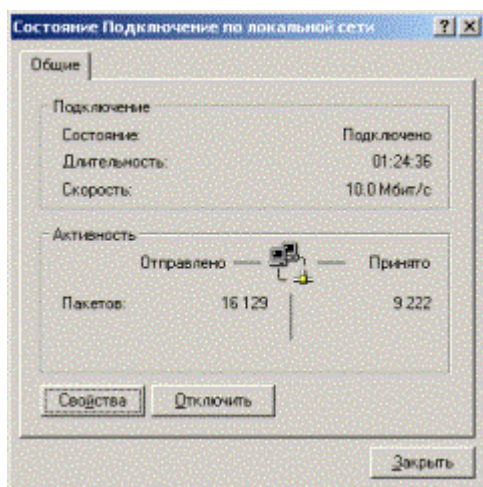 Состояние Подключение по локальной сети
Общие
Подключение
Состояние: Подключено
Длительность: 01:24:36
Скорость: 10.0 Мбит/с
Активность
Отправлено — — Принято
Пакетов: 16 129 9 222
Свойства Отключить
Закрыть